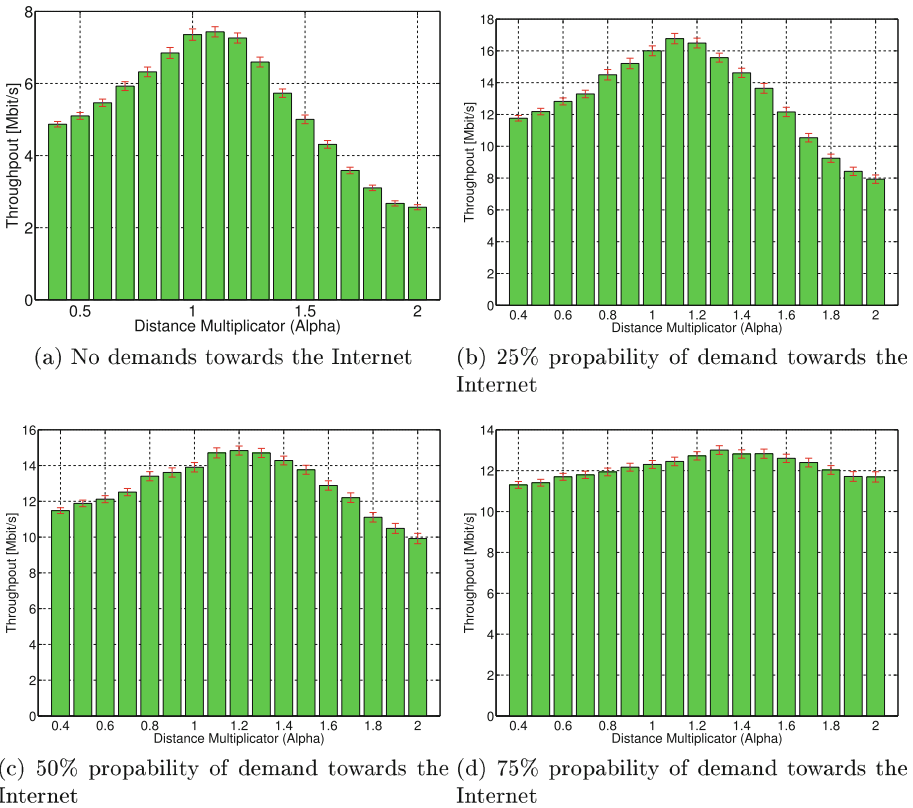 8
6
4
2
0
Throughpout [Mbit/s]
0.5 1 1.5 2
Distance Multiplicator (Alpha)
(a) No demands towards the Internet
18
16
14
12
10
8
6
4
2
0
Throughpout [Mbit/s]
0.4 0.6 0.8 1 1.2 1.4 1.6 1.8 2
Distance Multiplicator (Alpha)
(b) 25% propability of demand towards the
Internet
16
14
12
10
8
6
4
2
0
Throughpout [Mbit/s]
0.4 0.6 0.8 1 1.2 1.4 1.6 1.8 2
Distance Multiplicator (Alpha)
(c) 50% propability of demand towards the
Internet
14
12
10
8
6
4
2
0
Throughpout [Mbit/s]
0.4 0.6 0.8 1 1.2 1.4 1.6 1.8 2
Distance Multiplicator (Alpha)
(d) 75% propability of demand towards the
Internet